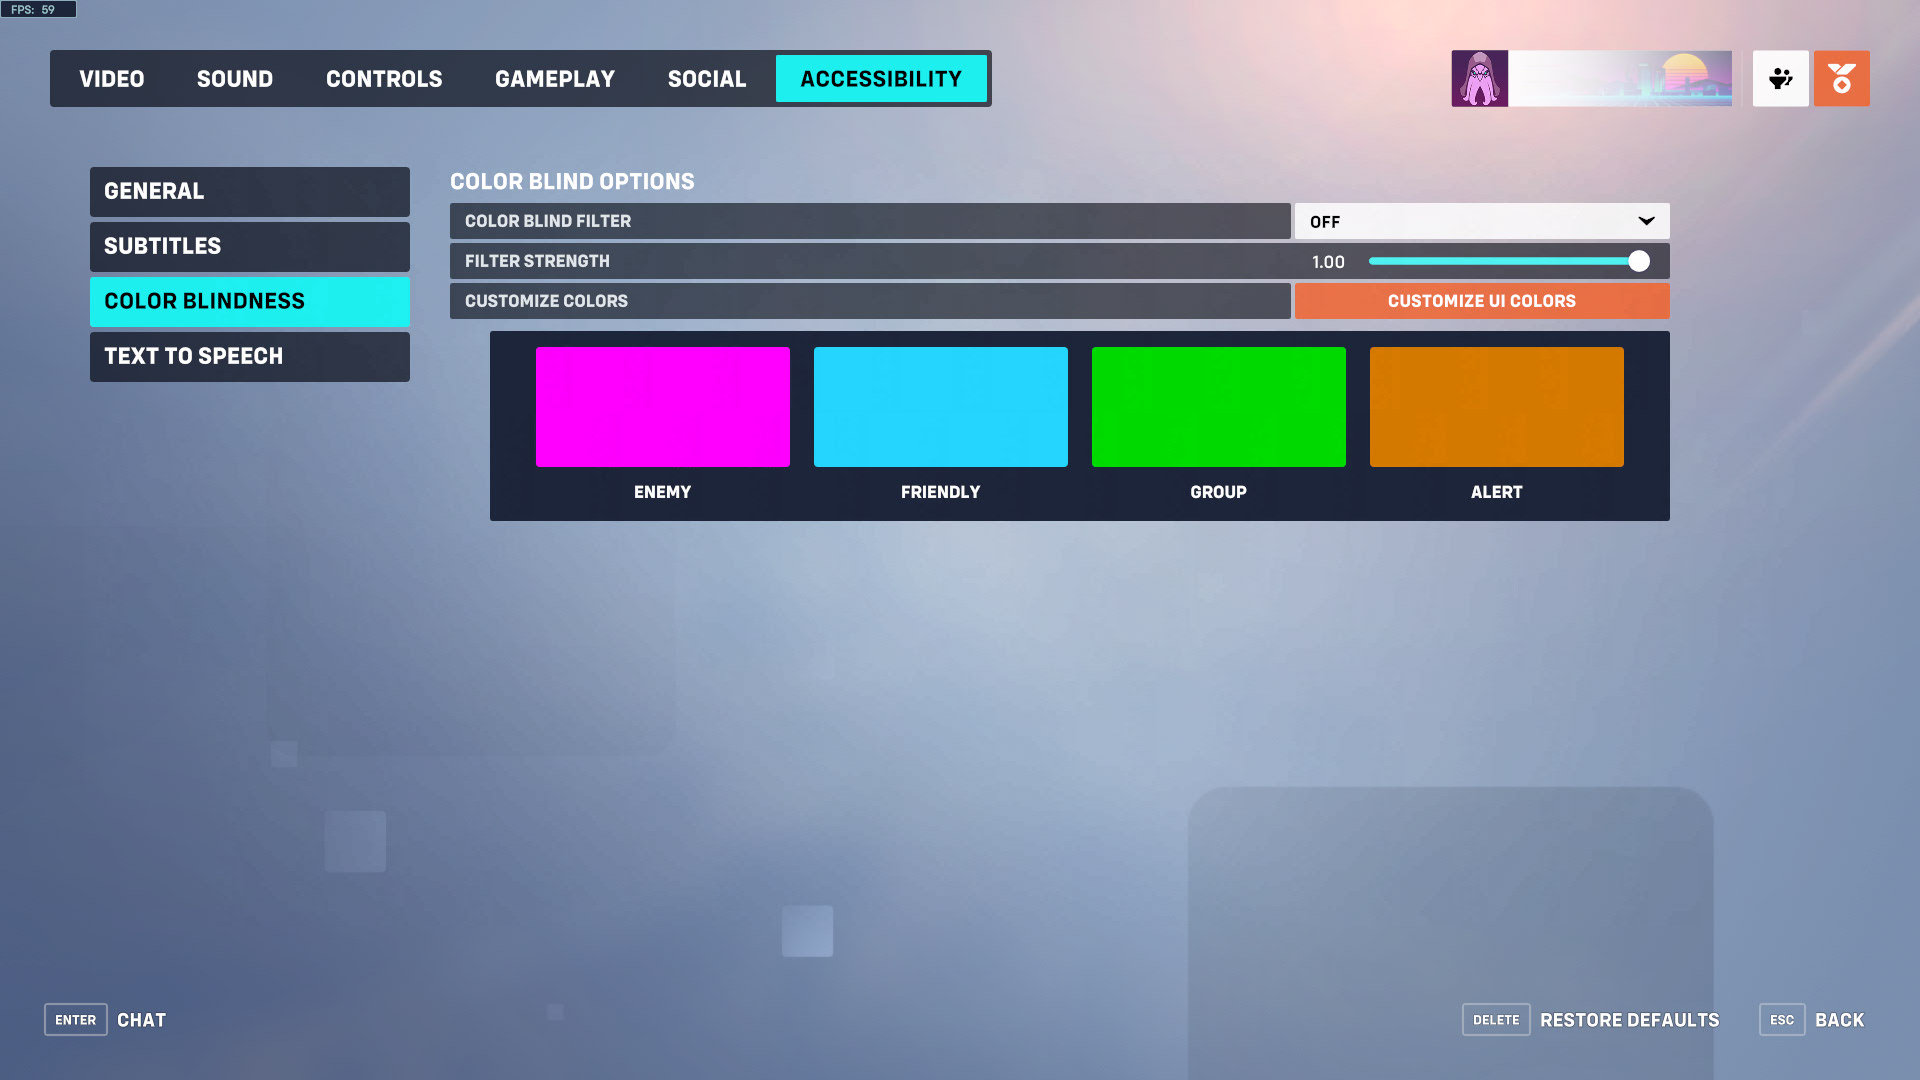 FPS: 59
VIDEO SOUND CONTROLS GAMEPLAY SOCIAL ACCESSIBILITY
GENERAL
SUBTITLES
COLOR BLINDNESS
TEXT TO SPEECH
COLOR BLIND OPTIONS
COLOR BLIND FILTER OFF
FILTER STRENGTH 1.00
CUSTOMIZE COLORS CUSTOMIZE UI COLORS
ENEMY FRIENDLY GROUP ALERT
ENTER CHAT DELETE RESTORE DEFAULTS ESC BACK